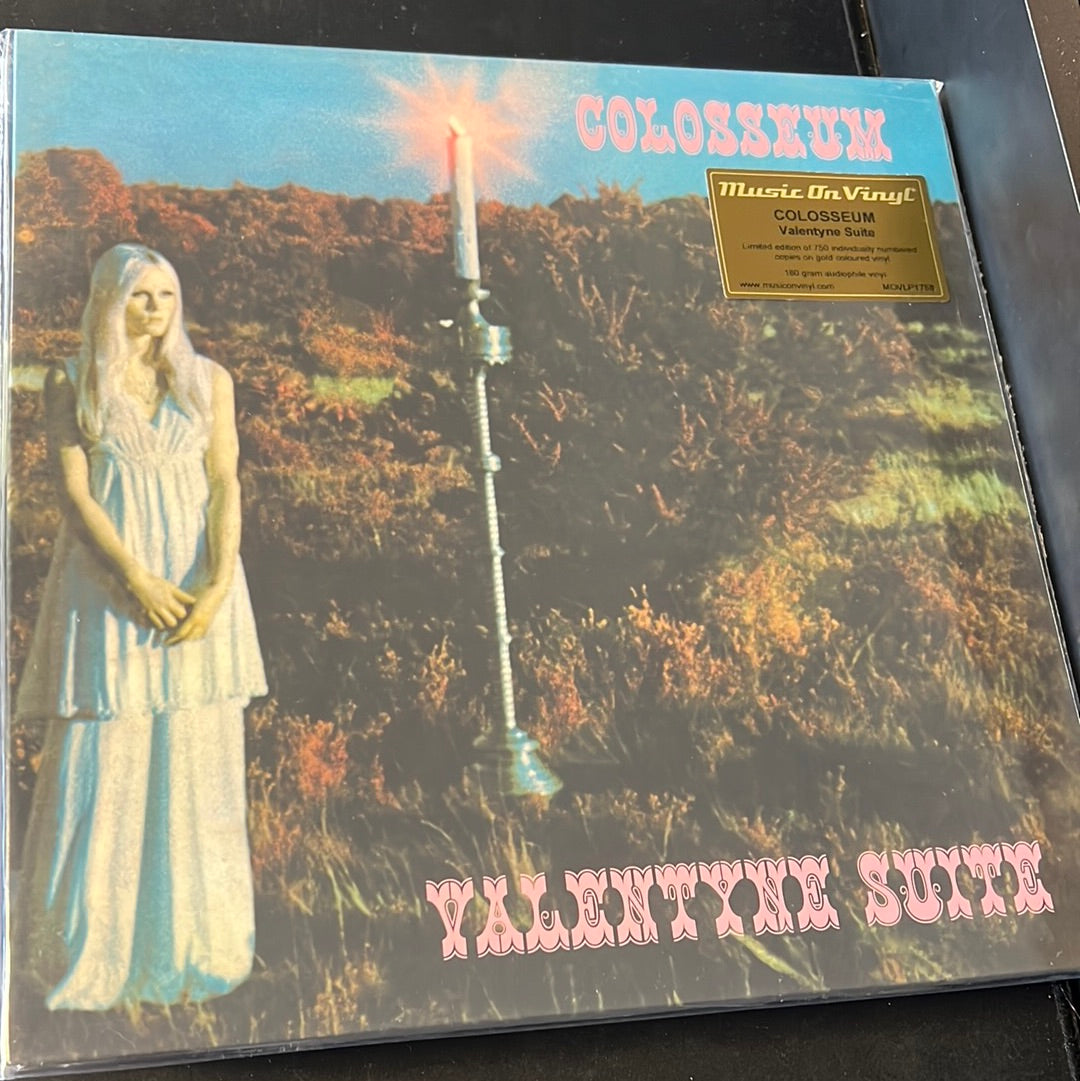 COLOSSEUM
Music On Vinyl
COLOSSEUM
Valentyne Suite
Limited edition of 750 individually numbered
copies on gold coloured vinyl
180 gram audiophile vinyl
www.musiconvinyl.com MOVLP1758
VALENTYNE SUITE